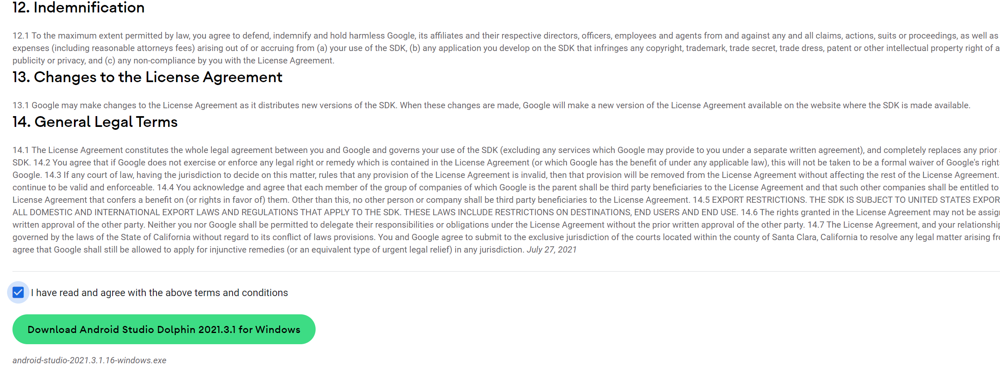 12. Indemnification
12.1 To the maximum extent permitted by law, you agree to defend, indemnify and hold harmless Google, its affiliates and their respective directors, officers, employees and agents from and against any and all claims, actions, suits or proceedings, as well as
expenses (including reasonable attorneys fees) arising out of or accruing from (a) your use of the SDK, (b) any application you develop on the SDK that infringes any copyright, trademark, trade secret, trade dress, patent or other intellectual property right of
publicity or privacy, and (c) any non-compliance by you with the License Agreement.
13. Changes to the License Agreement
13.1 Google may make changes to the License Agreement as it distributes new versions of the SDK. When these changes are made, Google will make a new version of the License Agreement available on the website where the SDK is made available.
14. General Legal Terms
14.1 The License Agreement constitutes the whole legal agreement between you and Google and governs your use of the SDK (excluding any services which Google may provide to you under a separate written agreement), and completely replaces any prior
SDK. 14.2 You agree that if Google does not exercise or enforce any legal right or remedy which is contained in the License Agreement (or which Google has the benefit of under any applicable law), this will not be taken to be a formal waiver of Google's
Google. 14.3 If any court of law, having the jurisdiction to decide on this matter, rules that any provision of the License Agreement is invalid, then that provision will be removed from the License Agreement without affecting the rest of the License Agreement.
continue to be valid and enforceable. 14.4 You acknowledge and agree that each member of the group of companies of which Google is the parent shall be third party beneficiaries to the License Agreement and that such other companies shall be entitled to
License Agreement that confers a benefit on (or rights in favor of) them. Other than this, no other person or company shall be third party beneficiaries to the License Agreement. 14.5 EXPORT RESTRICTIONS. THE SDK IS SUBJECT TO UNITED STATES
ALL DOMESTIC AND INTERNATIONAL EXPORT LAWS AND REGULATIONS THAT APPLY TO THE SDK. THESE LAWS INCLUDE RESTRICTIONS ON DESTINATIONS, END USERS AND END USE. 14.6 The rights granted in the License Agreement may not be
written approval of the other party. Neither you nor Google shall be permitted to delegate their responsibilities or obligations under the License Agreement without the prior written approval of the other party. 14.7 The License Agreement, and your
governed by the laws of the State of California without regard to its conflict of laws provisions. You and Google agree to submit to the exclusive jurisdiction of the courts located within the county of Santa Clara, California to resolve any legal matter arising
agree that Google shall still be allowed to apply for injunctive remedies (or an equivalent type of urgent legal relief) in any jurisdiction. July 27, 2021
I have read and agree with the above terms and conditions
Download Android Studio Dolphin 2021.3.1 for Windows
android-studio-2021.3.1.16-windows.exe